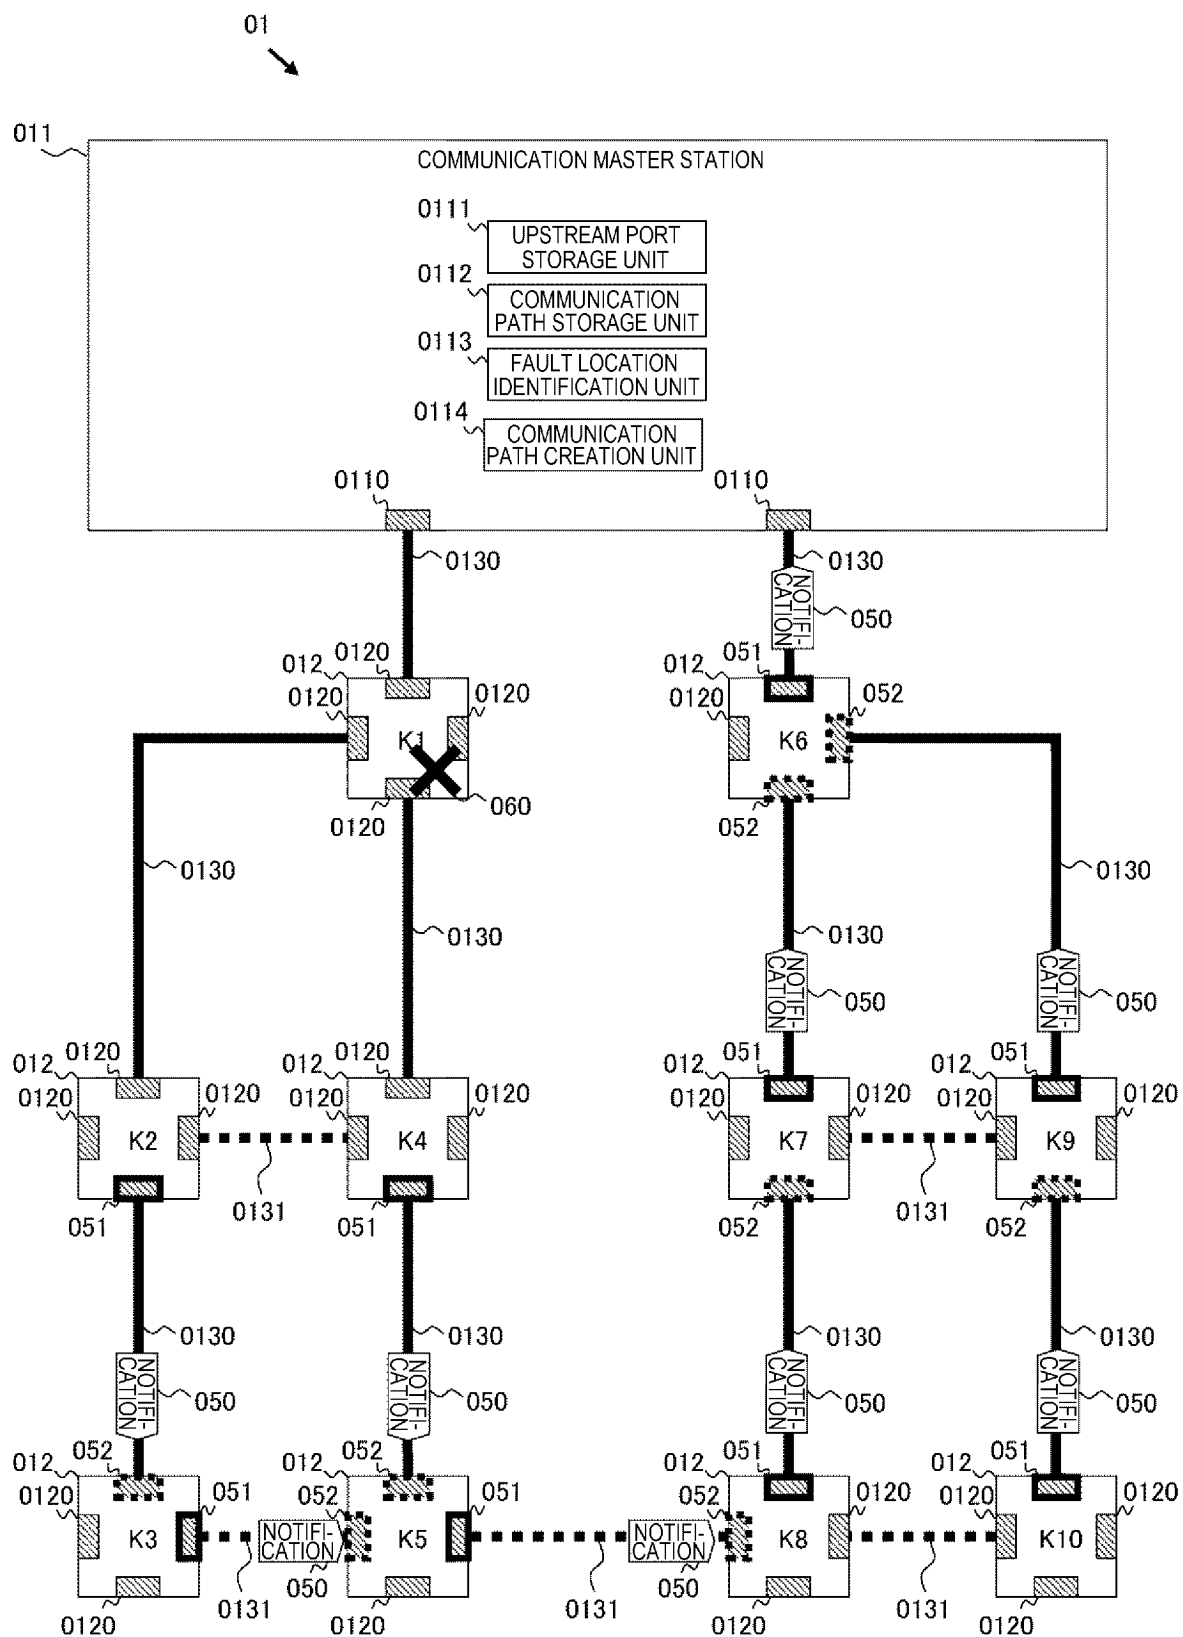 01
011
COMMUNICATION MASTER STATION
0111
UPSTREAM PORT
STORAGE UNIT
0112
COMMUNICATION
PATH STORAGE UNIT
0113
FAULT LOCATION
IDENTIFICATION UNIT
0114
COMMUNICATION
PATH CREATION UNIT
0110
0110
0130
0130
NOTIFI-
CATION
050
012
0120
0120
0120
K1
0120
060
012
051
052
0120
K6
052
0130
0130
0130
0130
NOTIFI-
CATION
050
NOTIFI-
CATION
050
012
0120
0120
0120
K2
051
0131
012
0120
0120
0120
K4
051
012
051
0120
0120
K7
052
0131
012
051
0120
0120
K9
052
0130
0130
0130
0130
NOTIFI-
CATION
050
NOTIFI-
CATION
050
NOTIFI-
CATION
050
NOTIFI-
CATION
050
012
052
0120
051
K3
0120
0131
NOTIFI-
CATION
050
012
052
052
051
K5
0120
0131
NOTIFI-
CATION
050
012
051
052
0120
K8
0120
0131
012
051
0120
0120
K10
0120